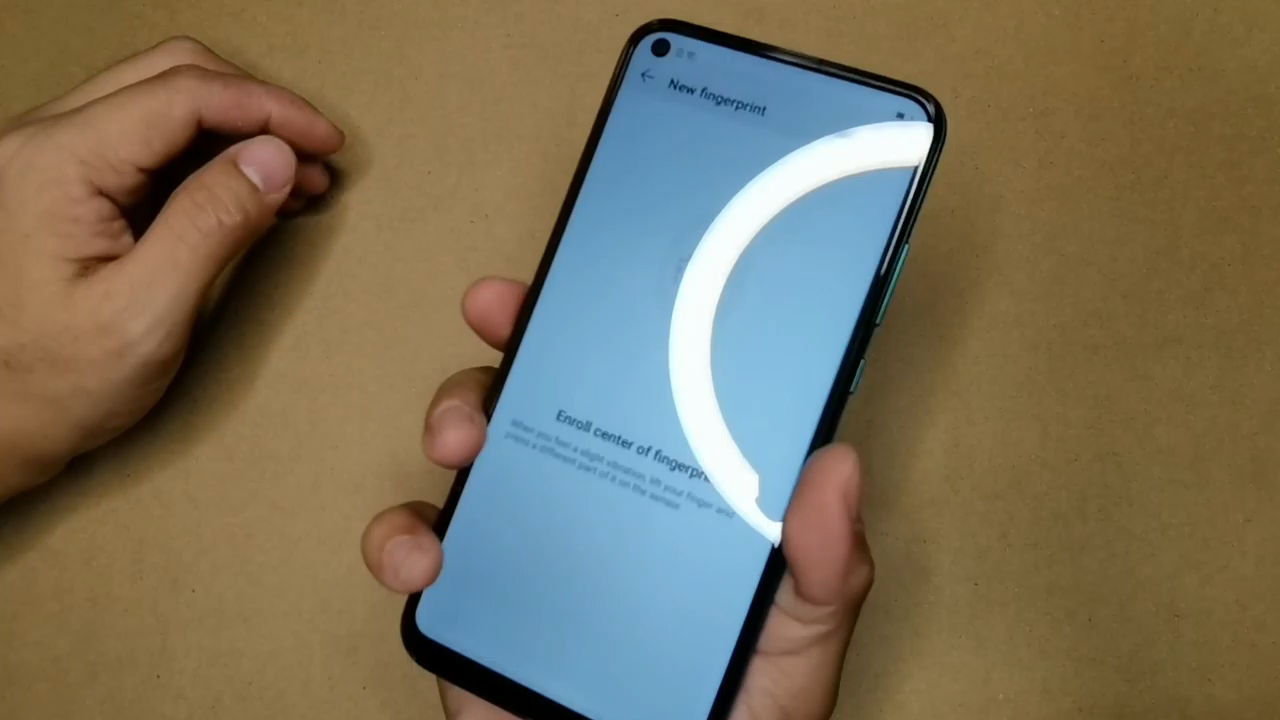 New fingerprint
Enroll center of fingerpri
When you feel a slight vibration, lift your finger and
press a different part of it on the sensor.